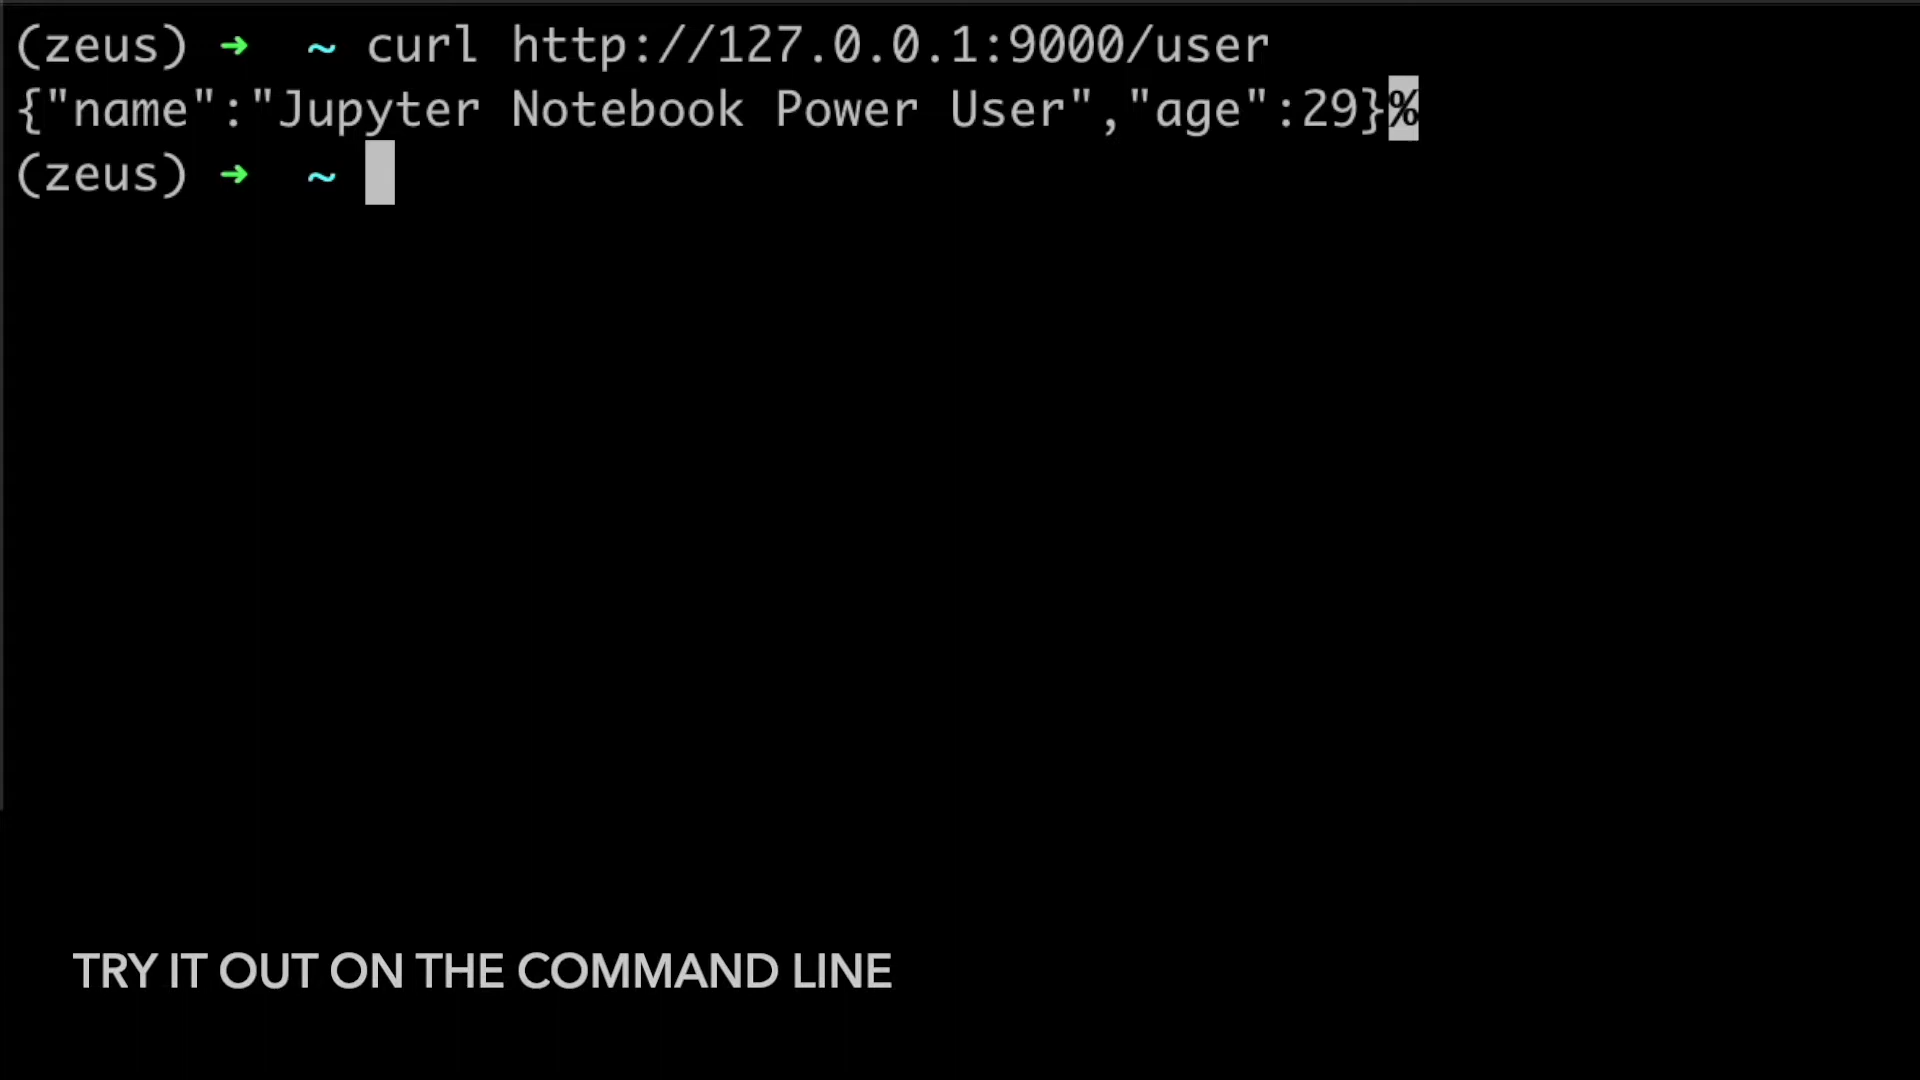 (zeus) ➜  ~ curl http://127.0.0.1:9000/user
{"name":"Jupyter Notebook Power User","age":29}%
(zeus) ➜  ~
TRY IT OUT ON THE COMMAND LINE